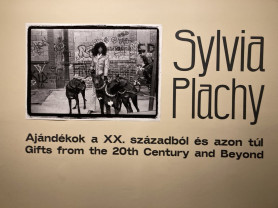 Sylvia
Plachy
Ajándékok a XX. századból és azon túl
Gifts from the 20th Century and Beyond